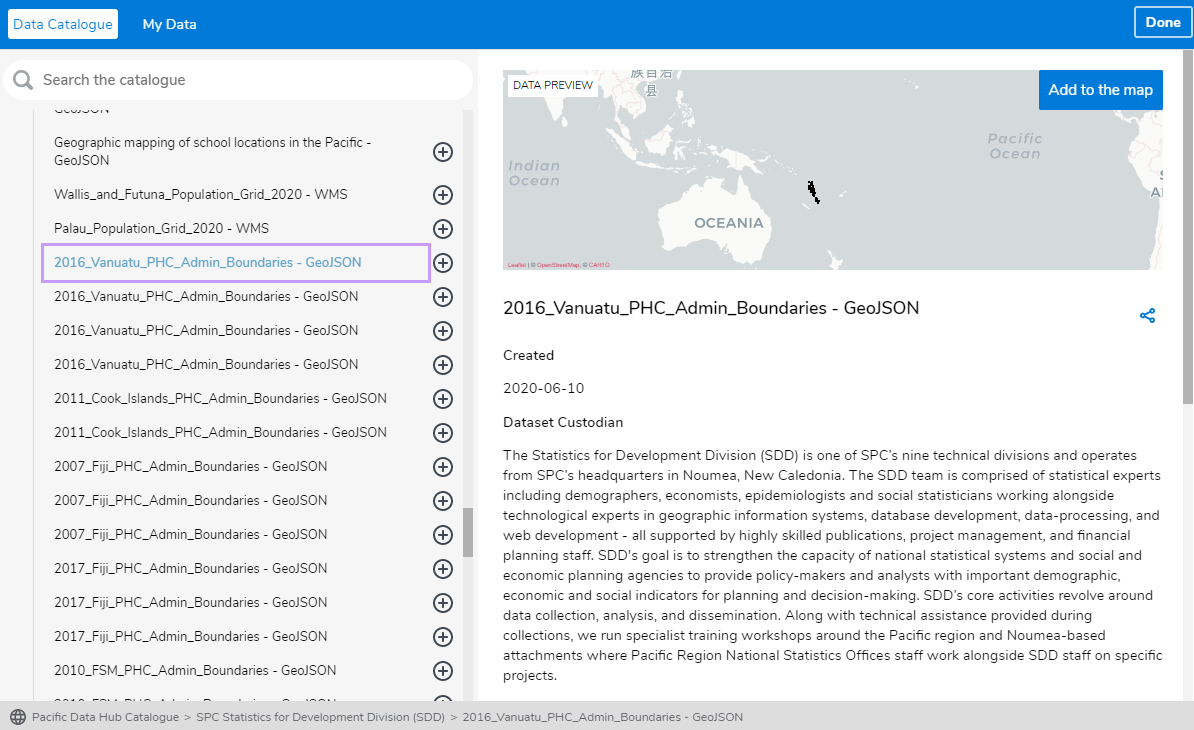 Data Catalogue
My Data
Done
Search the catalogue
GeoJSON
Geographic mapping of school locations in the Pacific -
GeoJSON
Wallis_and_Futuna_Population_Grid_2020 - WMS
Palau_Population_Grid_2020 - WMS
2016_Vanuatu_PHC_Admin_Boundaries - GeoJSON
2016_Vanuatu_PHC_Admin_Boundaries - GeoJSON
2016_Vanuatu_PHC_Admin_Boundaries - GeoJSON
2016_Vanuatu_PHC_Admin_Boundaries - GeoJSON
2011_Cook_Islands_PHC_Admin_Boundaries - GeoJSON
2011_Cook_Islands_PHC_Admin_Boundaries - GeoJSON
2007_Fiji_PHC_Admin_Boundaries - GeoJSON
2007_Fiji_PHC_Admin_Boundaries - GeoJSON
2007_Fiji_PHC_Admin_Boundaries - GeoJSON
2017_Fiji_PHC_Admin_Boundaries - GeoJSON
2017_Fiji_PHC_Admin_Boundaries - GeoJSON
2017_Fiji_PHC_Admin_Boundaries - GeoJSON
2010_FSM_PHC_Admin_Boundaries - GeoJSON
2010_FSM_PHC_Admin_Boundaries - GeoJSON
DATA PREVIEW
族自治
县
Add to the map
Pacific
Ocean
Indian
Ocean
OCEANIA
S
A
Leaflet | © OpenStreetMap, © CARTO
2016_Vanuatu_PHC_Admin_Boundaries - GeoJSON
Created
2020-06-10
Dataset Custodian
The Statistics for Development Division (SDD) is one of SPC’s nine technical divisions and operates
from SPC’s headquarters in Noumea, New Caledonia. The SDD team is comprised of statistical experts
including demographers, economists, epidemiologists and social statisticians working alongside
technological experts in geographic information systems, database development, data-processing, and
web development - all supported by highly skilled publications, project management, and financial
planning staff. SDD's goal is to strengthen the capacity of national statistical systems and social and
economic planning agencies to provide policy-makers and analysts with important demographic,
economic and social indicators for planning and decision-making. SDD’s core activities revolve around
data collection, analysis, and dissemination. Along with technical assistance provided during
collections, we run specialist training workshops around the Pacific region and Noumea-based
attachments where Pacific Region National Statistics Offices staff work alongside SDD staff on specific
projects.
Pacific Data Hub Catalogue > SPC Statistics for Development Division (SDD) > 2016_Vanuatu_PHC_Admin_Boundaries - GeoJSON